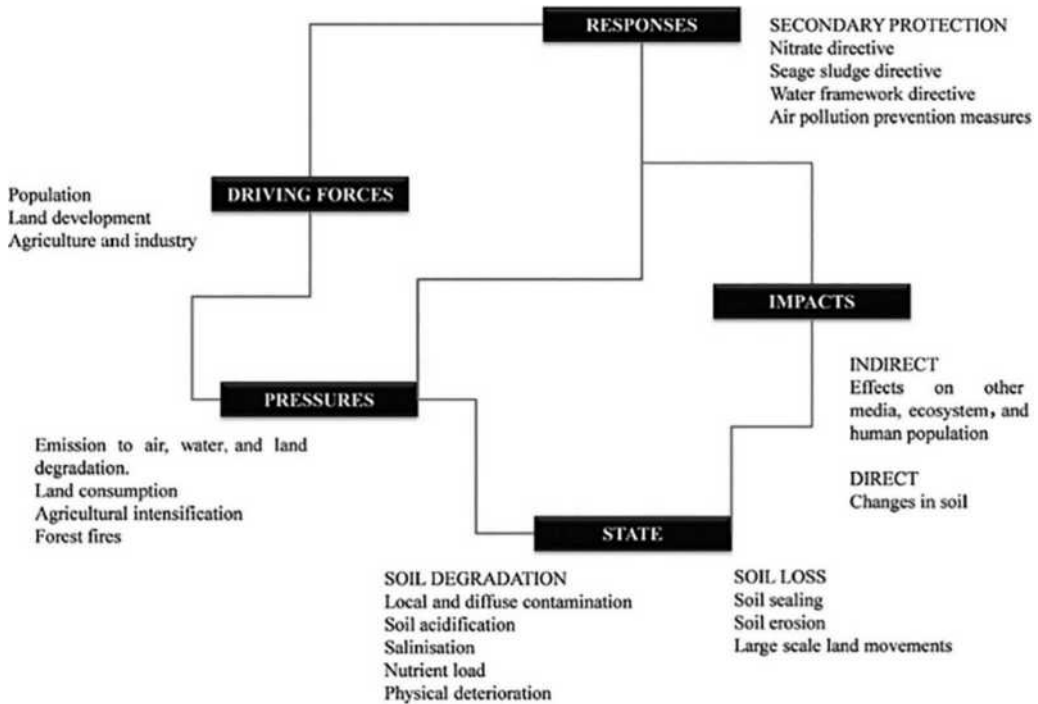 RESPONSES
SECONDARY PROTECTION
Nitrate directive
Seage sludge directive
Water framework directive
Air pollution prevention measures
DRIVING FORCES
Population
Land development
Agriculture and industry
IMPACTS
INDIRECT
Effects on other
media, ecosystem, and
human population
DIRECT
Changes in soil
PRESSURES
Emission to air, water, and land
degradation.
Land consumption
Agricultural intensification
Forest fires
STATE
SOIL DEGRADATION
Local and diffuse contamination
Soil acidification
Salinisation
Nutrient load
Physical deterioration
SOIL LOSS
Soil sealing
Soil erosion
Large scale land movements